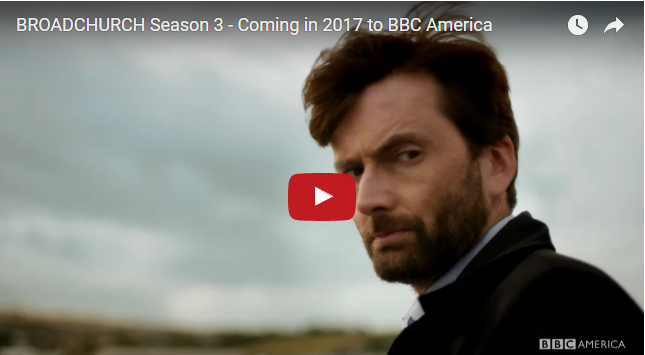 BROADCHURCH Season 3 - Coming in 2017 to BBC America
BBC AMERICA